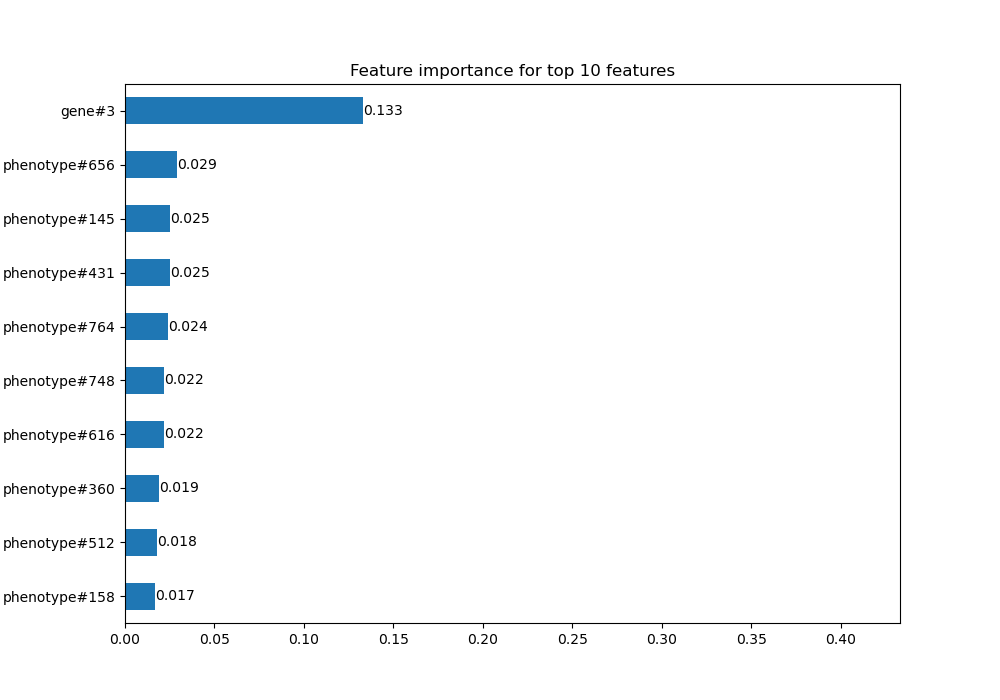 Feature importance for top 10 features
gene#3 0.133
phenotype#656 0.029
phenotype#145 0.025
phenotype#431 0.025
phenotype#764 0.024
phenotype#748 0.022
phenotype#616 0.022
phenotype#360 0.019
phenotype#512 0.018
phenotype#158 0.017
0.00 0.05 0.10 0.15 0.20 0.25 0.30 0.35 0.40